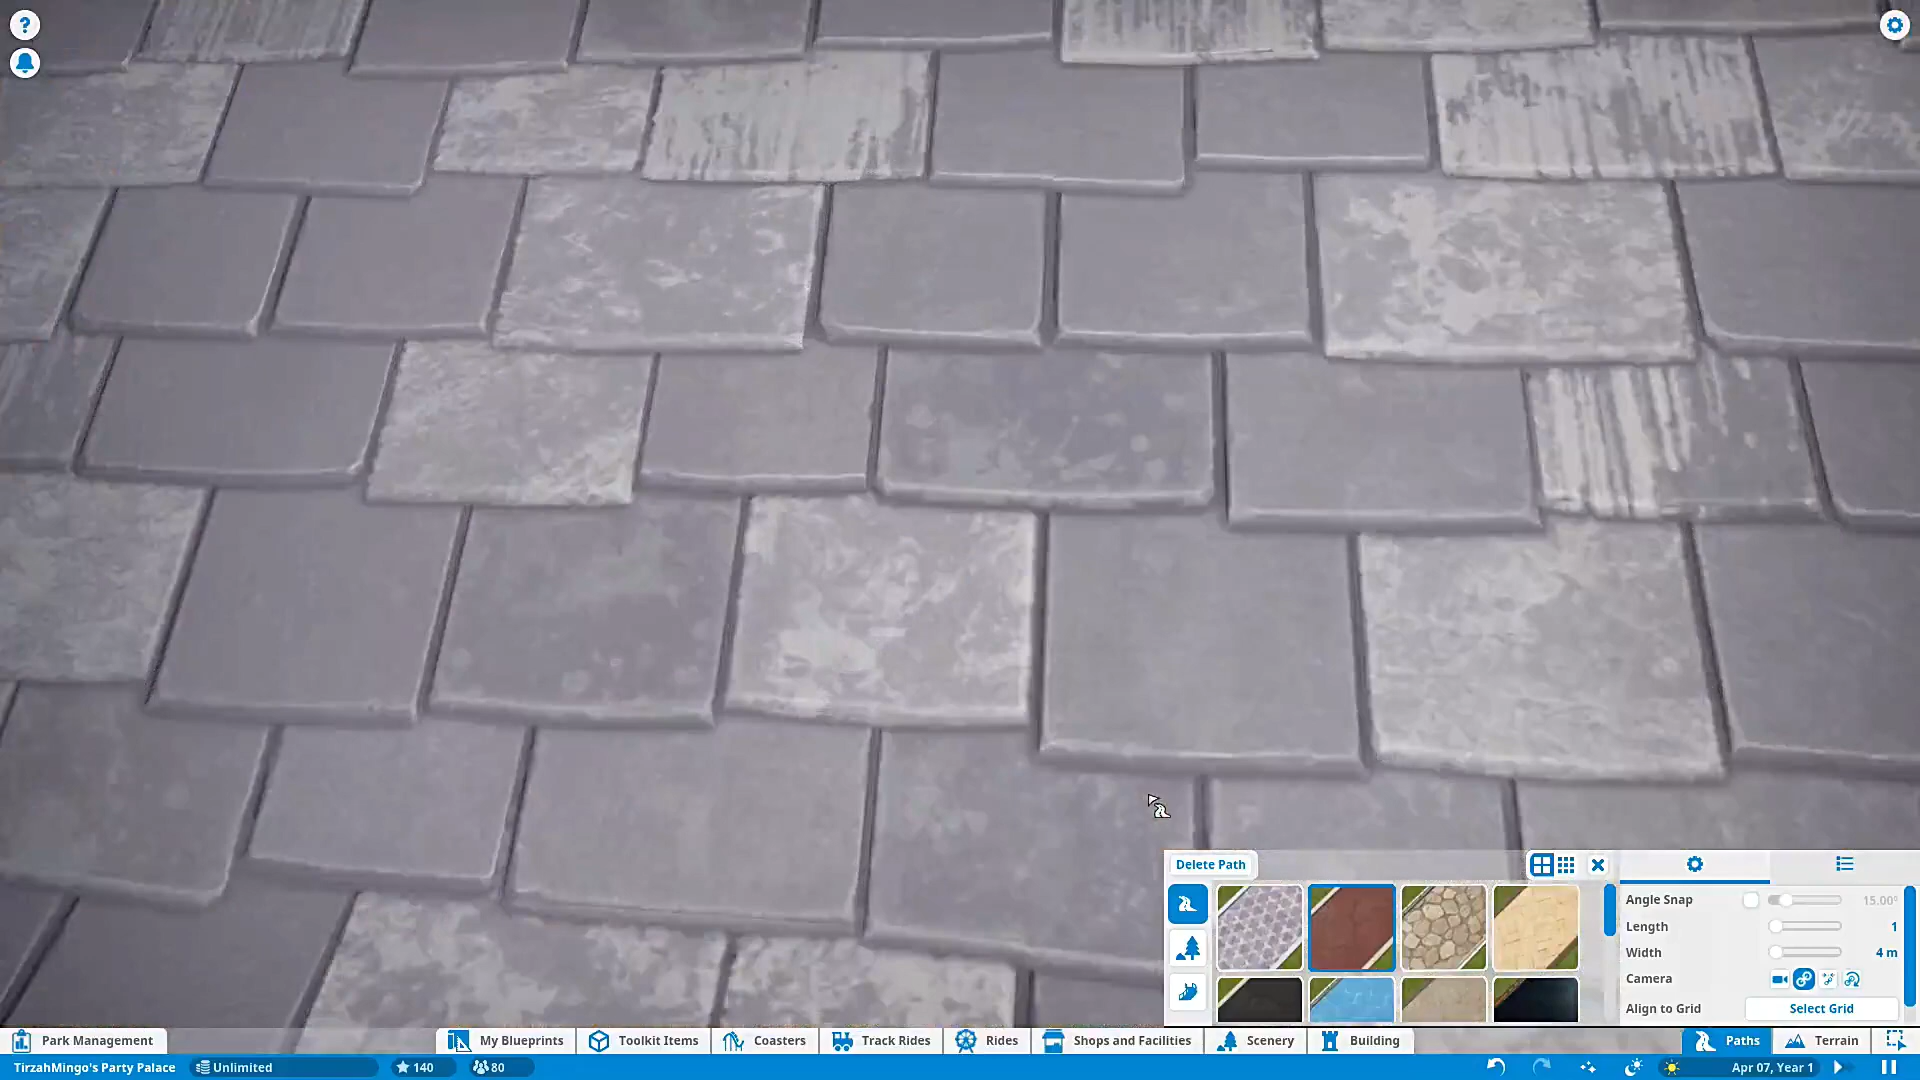 ?
Delete Path
Angle Snap 15.00°
Length 1
Width 4 m
Camera
Align to Grid Select Grid
Park Management My Blueprints Toolkit Items Coasters Track Rides Rides Shops and Facilities Scenery Building Paths Terrain
TirzahMingo's Party Palace Unlimited 140 80 Apr 07, Year 1